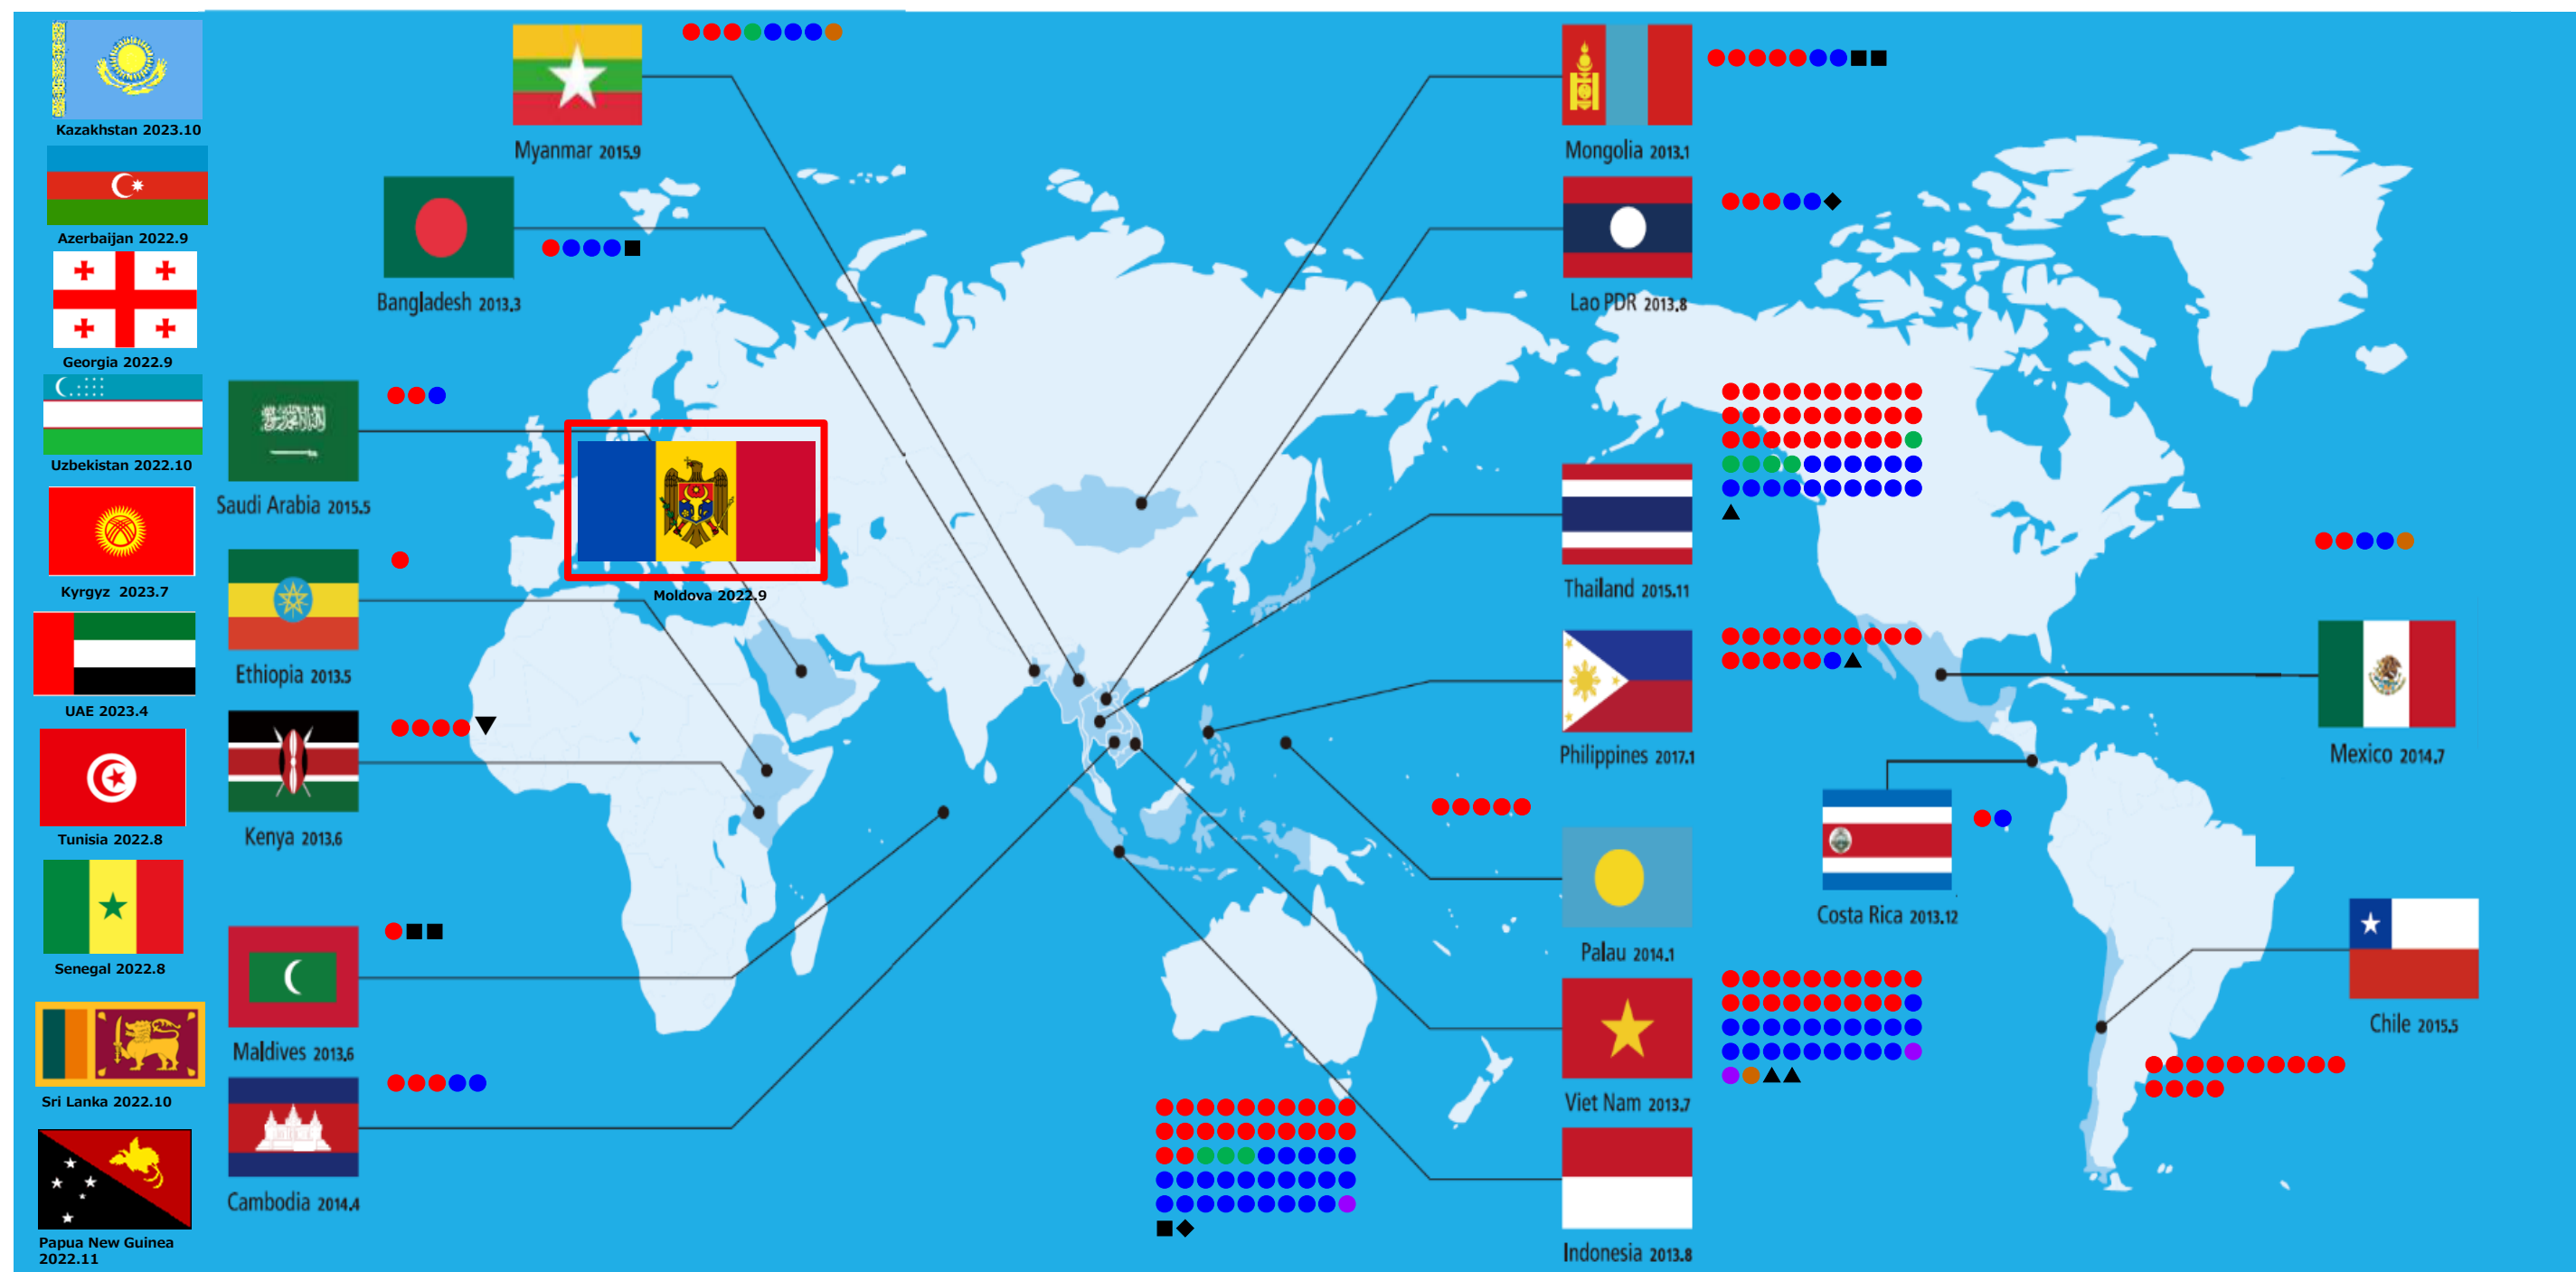 Kazakhstan 2023.10
Azerbaijan 2022.9
Georgia 2022.9
Uzbekistan 2022.10
Kyrgyz 2023.7
UAE 2023.4
Tunisia 2022.8
Senegal 2022.8
Sri Lanka 2022.10
Papua New Guinea
2022.11
Myanmar 2015.9
Bangladesh 2013.3
Saudi Arabia 2015.5
Ethiopia 2013.5
Kenya 2013.6
Maldives 2013.6
Cambodia 2014.4
Moldova 2022.9
Mongolia 2013.1
Lao PDR 2013.8
Thailand 2015.11
Philippines 2017.1
Palau 2014.1
Viet Nam 2013.7
Indonesia 2013.8
Costa Rica 2013.12
Mexico 2014.7
Chile 2015.5